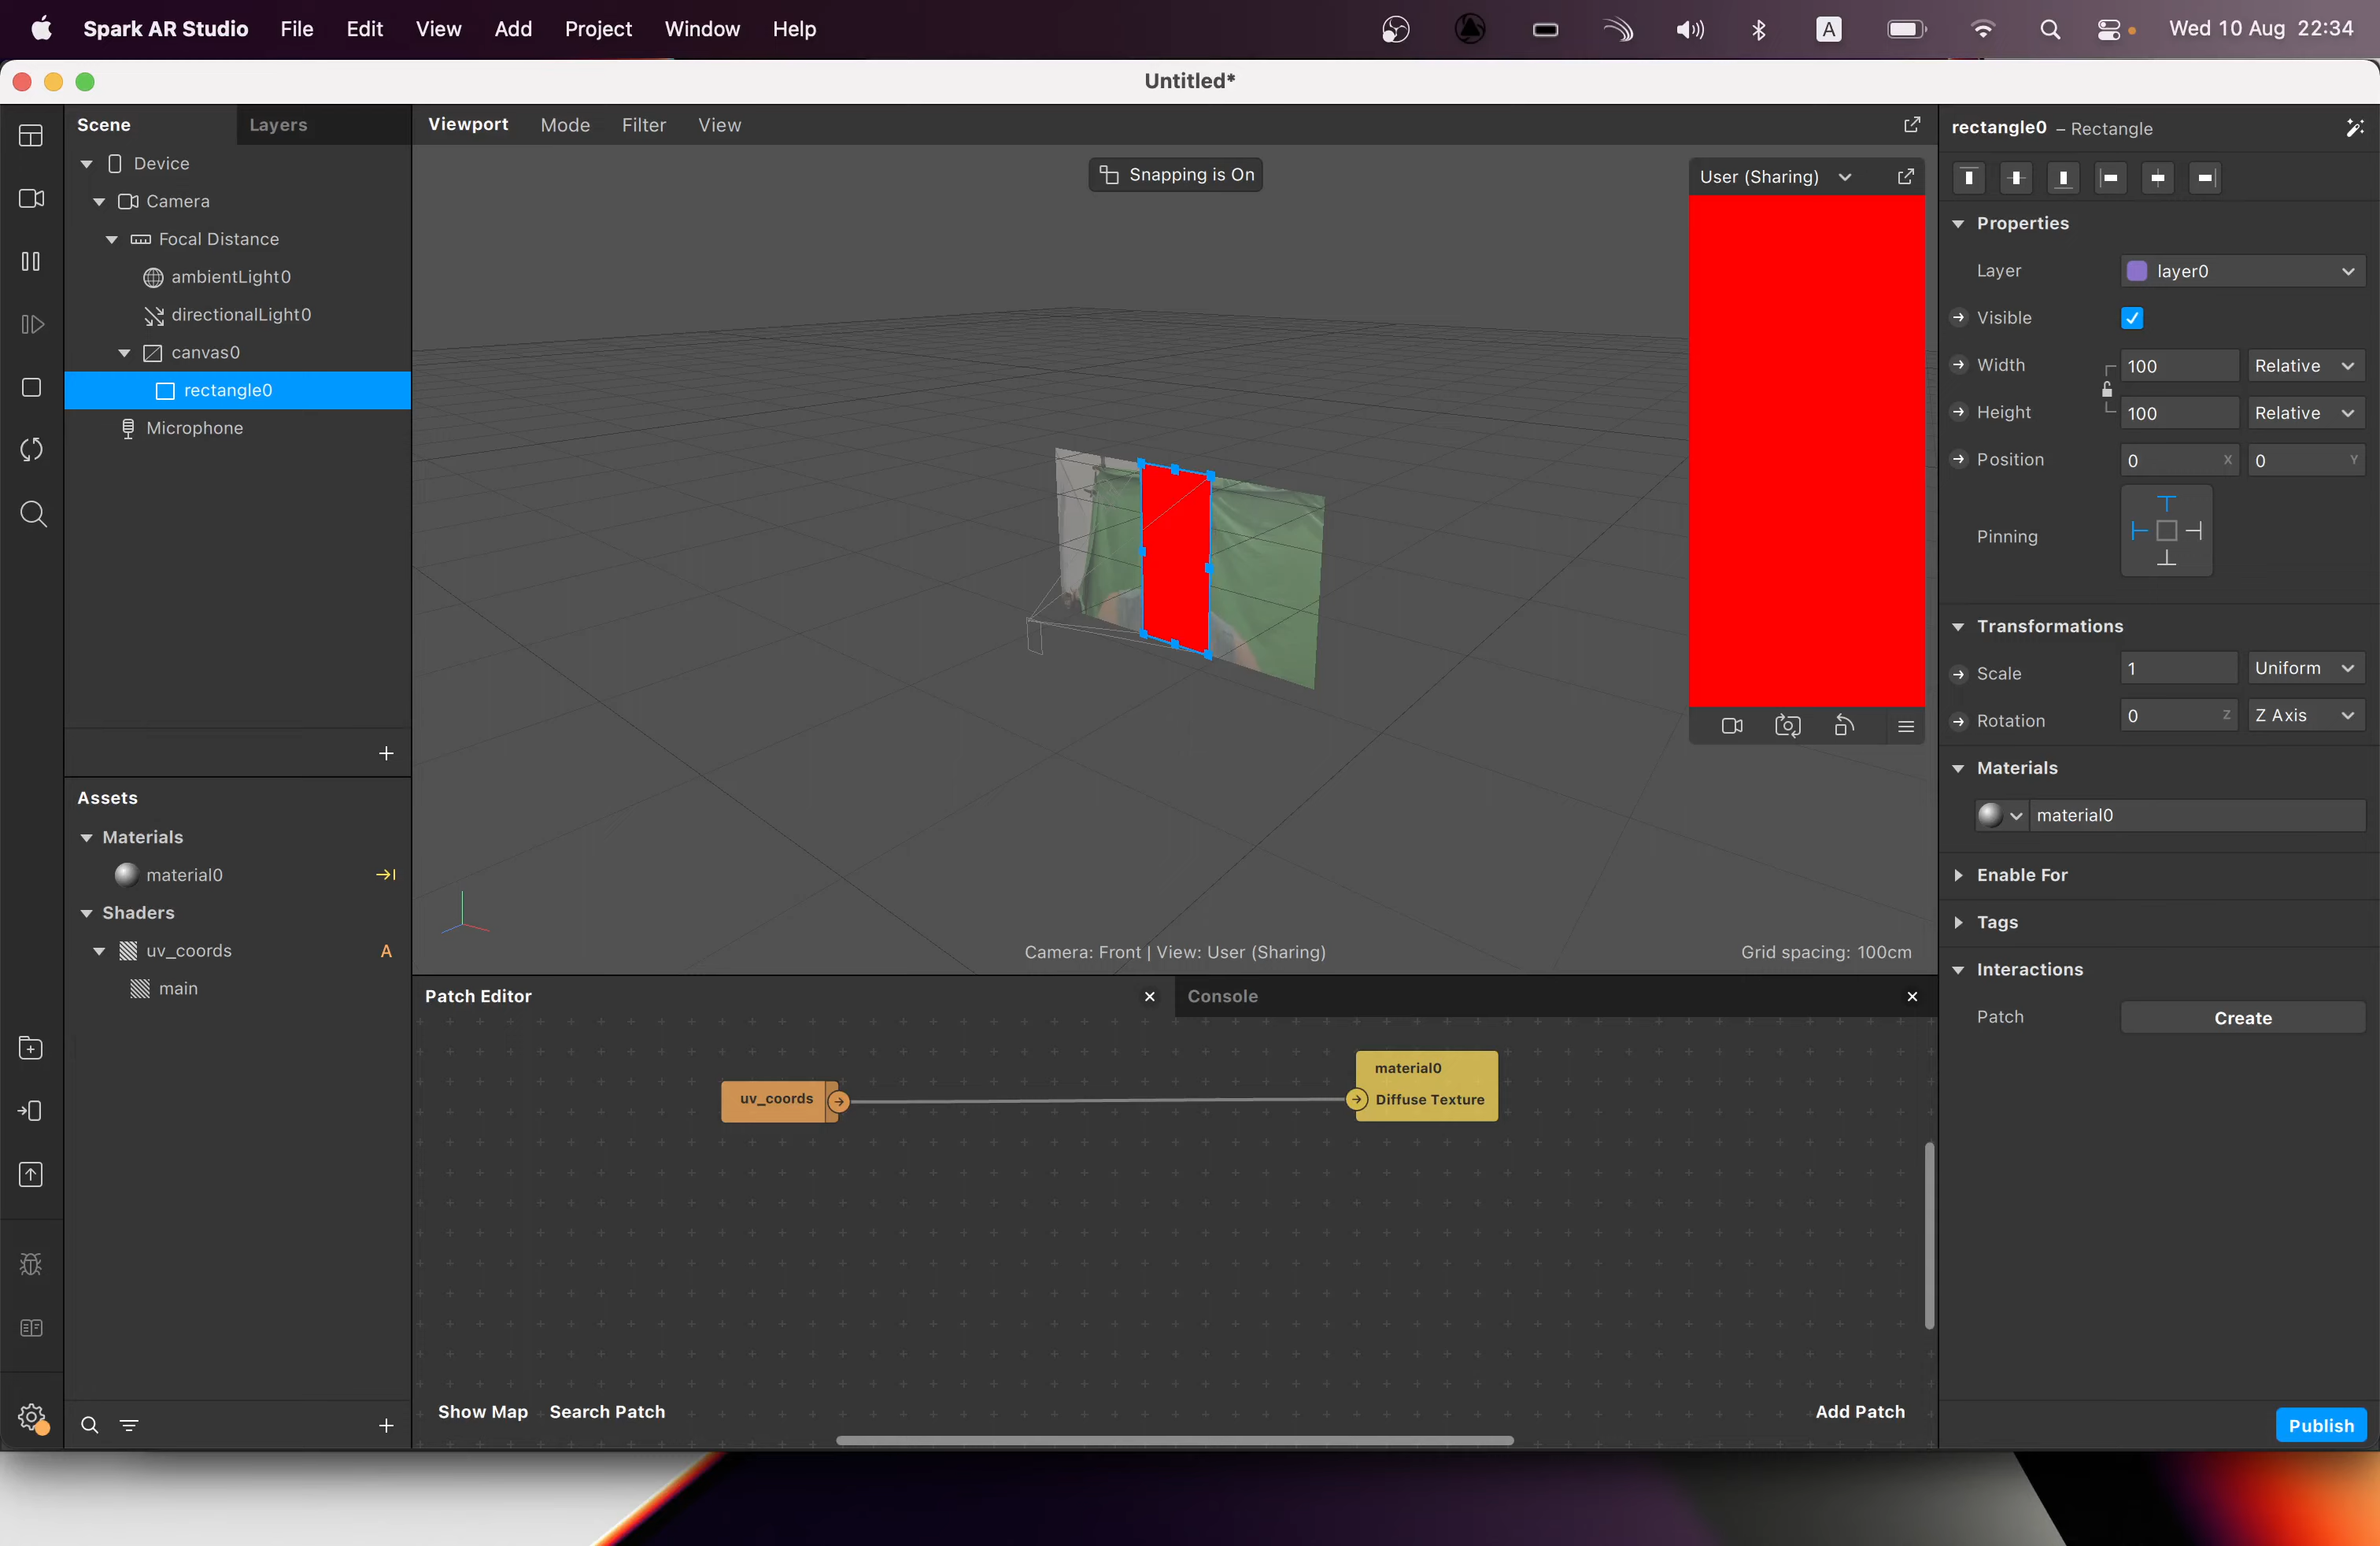 Spark AR Studio File Edit View Add Project Window Help A Wed 10 Aug 22:34
Untitled*
Scene Layers
Device
Camera
Focal Distance
ambientLight0
directionalLight0
canvas0
rectangle0
Microphone
Assets
Materials
material0
Shaders
uv_coords A
main
Viewport Mode Filter View
Snapping is On
User (Sharing)
Camera: Front | View: User (Sharing)
Grid spacing: 100cm
Patch Editor
Console
uv_coords
material0
Diffuse Texture
Show Map Search Patch
Add Patch
rectangle0 – Rectangle
Properties
Layer layer0
Visible
Width 100 Relative
Height 100 Relative
Position 0 X 0 Y
Pinning
Transformations
Scale 1 Uniform
Rotation 0 Z Z Axis
Materials
material0
Enable For
Tags
Interactions
Patch Create
Publish